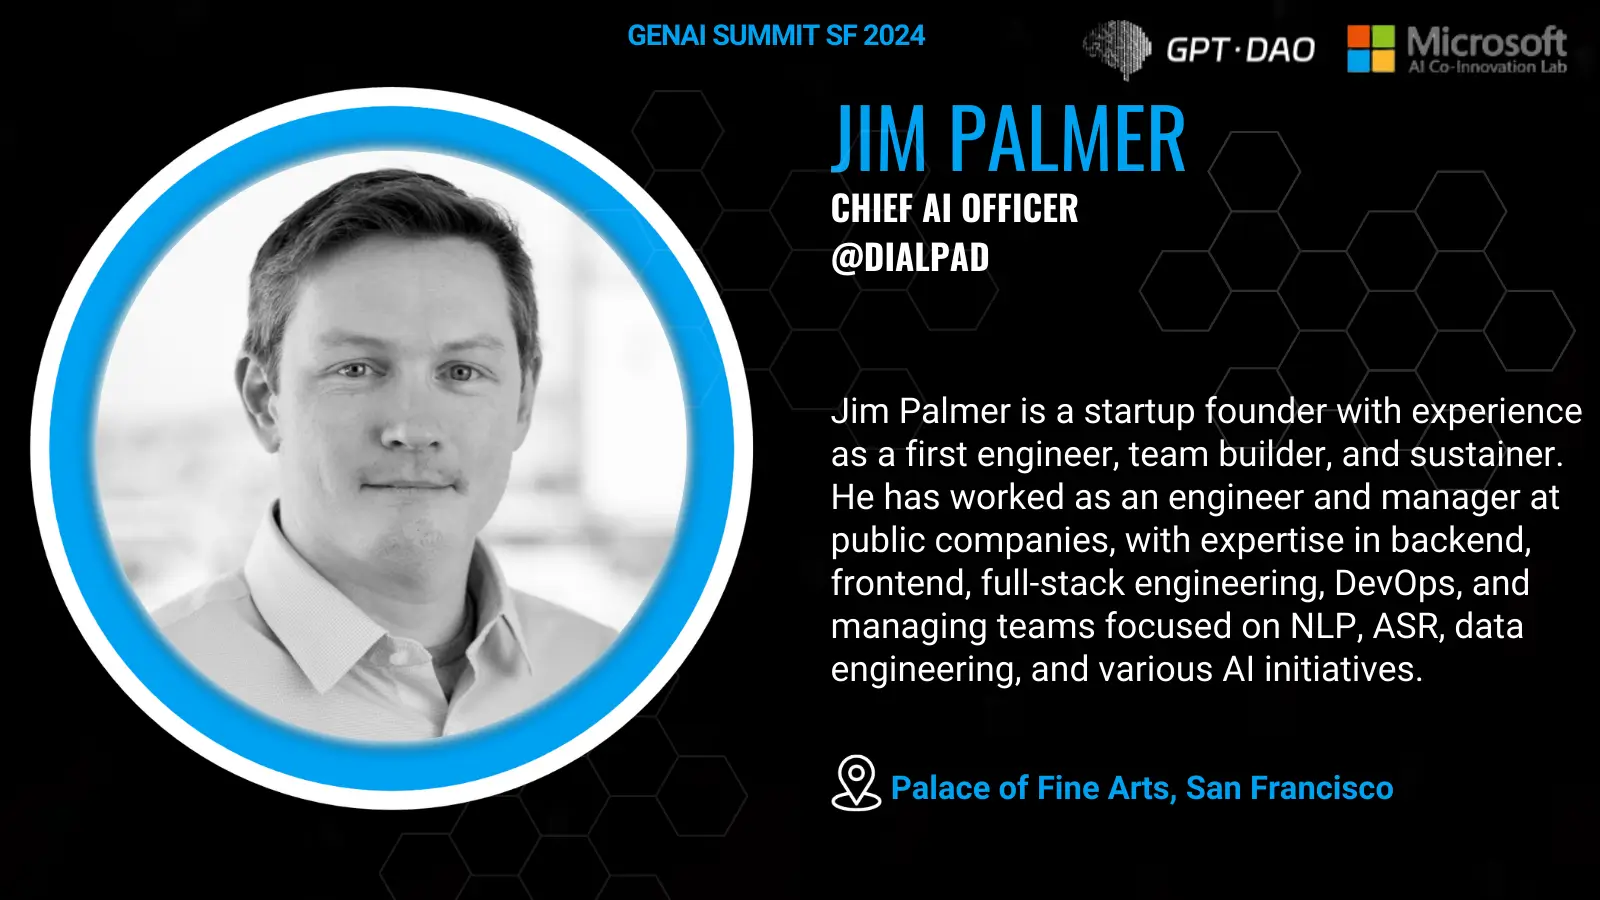 GENAI SUMMIT SF 2024
GPT·DAO
Microsoft
AI Co-Innovation Lab
JIM PALMER
CHIEF AI OFFICER
@DIALPAD
Jim Palmer is a startup founder with experience
as a first engineer, team builder, and sustainer.
He has worked as an engineer and manager at
public companies, with expertise in backend,
frontend, full-stack engineering, DevOps, and
managing teams focused on NLP, ASR, data
engineering, and various AI initiatives.
Palace of Fine Arts, San Francisco